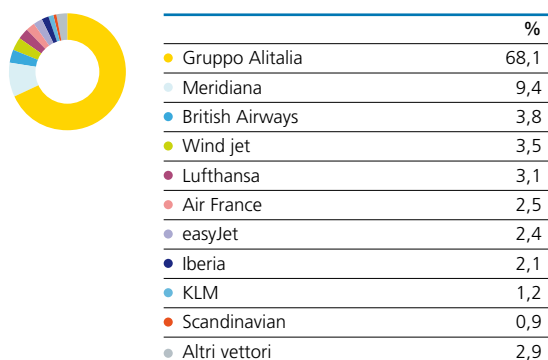 %
Gruppo Alitalia 68,1
Meridiana 9,4
British Airways 3,8
Wind jet 3,5
Lufthansa 3,1
Air France 2,5
easyJet 2,4
Iberia 2,1
KLM 1,2
Scandinavian 0,9
Altri vettori 2,9